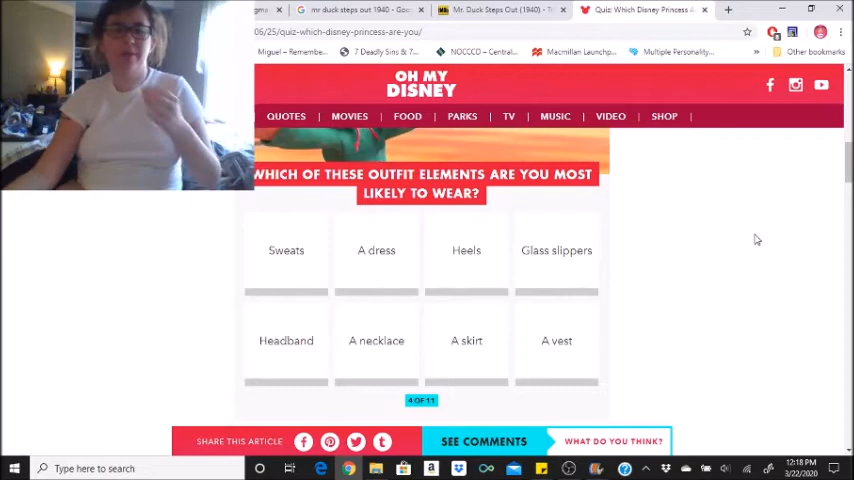 mr duck steps out 1940 - Goo
Mr. Duck Steps Out (1940) - T
Quiz: Which Disney Princess A
06/25/quiz-which-disney-princess-are-you/
Miguel – Remembe...
7 Deadly Sins & 7...
NOCCCD – Central...
Macmillan Launchp...
Multiple Personality...
»
Other bookmarks
OH MY
DISNEY
QUOTES | MOVIES | FOOD | PARKS | TV | MUSIC | VIDEO | SHOP |
WHICH OF THESE OUTFIT ELEMENTS ARE YOU MOST
LIKELY TO WEAR?
Sweats
A dress
Heels
Glass slippers
Headband
A necklace
A skirt
A vest
4 OF 11
SHARE THIS ARTICLE
SEE COMMENTS
WHAT DO YOU THINK?
Type here to search
12:18 PM
3/22/2020